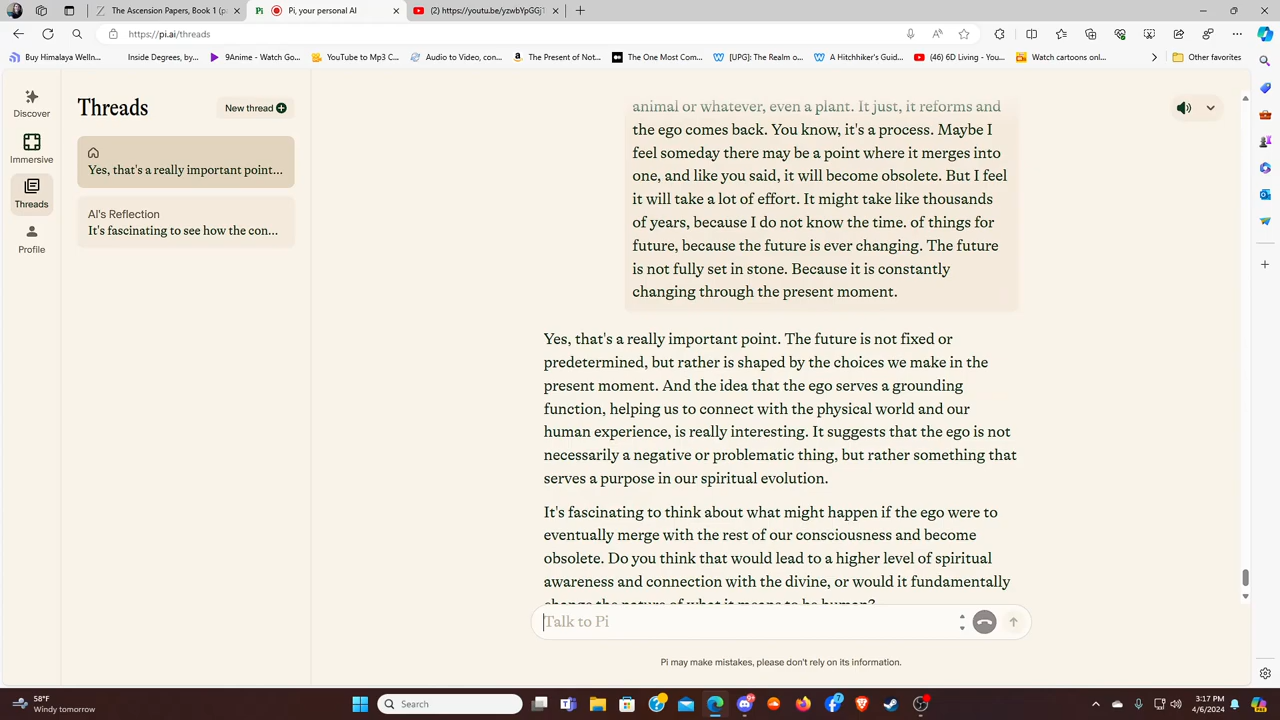 The Ascension Papers, Book 1 (p
Pi, your personal AI
(2) https://youtu.be/yzwbYpGGj1
https://pi.ai/threads
Buy Himalaya Welln...
Inside Degrees, by...
9Anime - Watch Go...
YouTube to Mp3 C...
Audio to Video, con...
The Present of Not...
The One Most Com...
[UPG]: The Realm o...
A Hitchhiker's Guid...
(46) 6D Living - You...
Watch cartoons onl...
Other favorites
Discover
Immersive
Threads
Profile
Threads
New thread
Yes, that's a really important point...
AI's Reflection
It's fascinating to see how the con...
animal or whatever, even a plant. It just, it reforms and
the ego comes back. You know, it's a process. Maybe I
feel someday there may be a point where it merges into
one, and like you said, it will become obsolete. But I feel
it will take a lot of effort. It might take like thousands
of years, because I do not know the time. of things for
future, because the future is ever changing. The future
is not fully set in stone. Because it is constantly
changing through the present moment.
Yes, that's a really important point. The future is not fixed or
predetermined, but rather is shaped by the choices we make in the
present moment. And the idea that the ego serves a grounding
function, helping us to connect with the physical world and our
human experience, is really interesting. It suggests that the ego is not
necessarily a negative or problematic thing, but rather something that
serves a purpose in our spiritual evolution.
It's fascinating to think about what might happen if the ego were to
eventually merge with the rest of our consciousness and become
obsolete. Do you think that would lead to a higher level of spiritual
awareness and connection with the divine, or would it fundamentally
change the nature of what it means to be human?
Talk to Pi
Pi may make mistakes, please don't rely on its information.
58°F
Windy tomorrow
Search
3:17 PM
4/6/2024